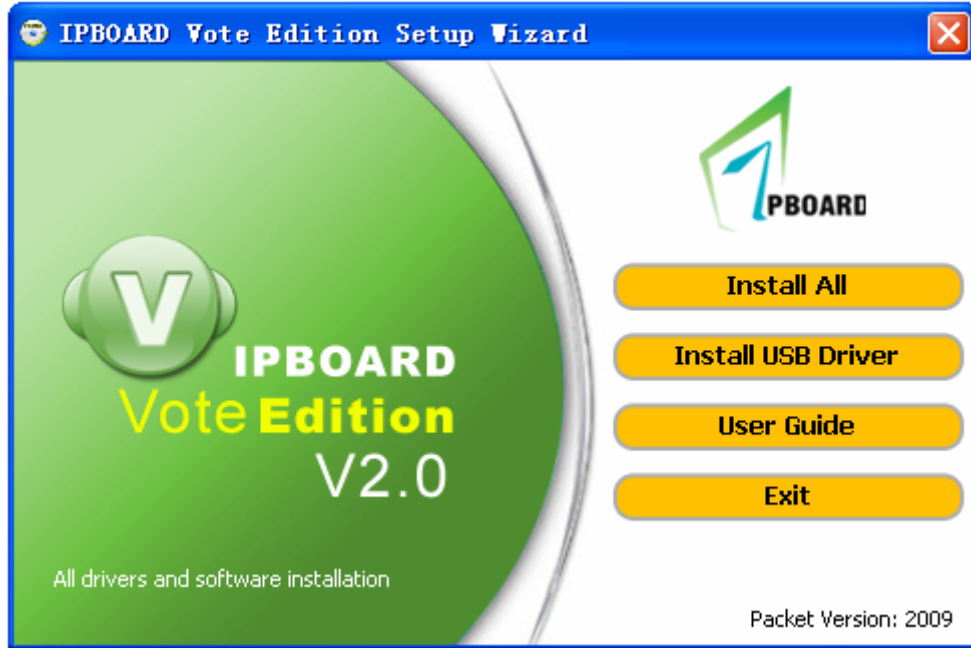 IPBOARD Vote Edition Setup Wizard
PBOARD
Install All
Install USB Driver
User Guide
Exit
V
IPBOARD
Vote Edition
V2.0
All drivers and software installation
Packet Version: 2009